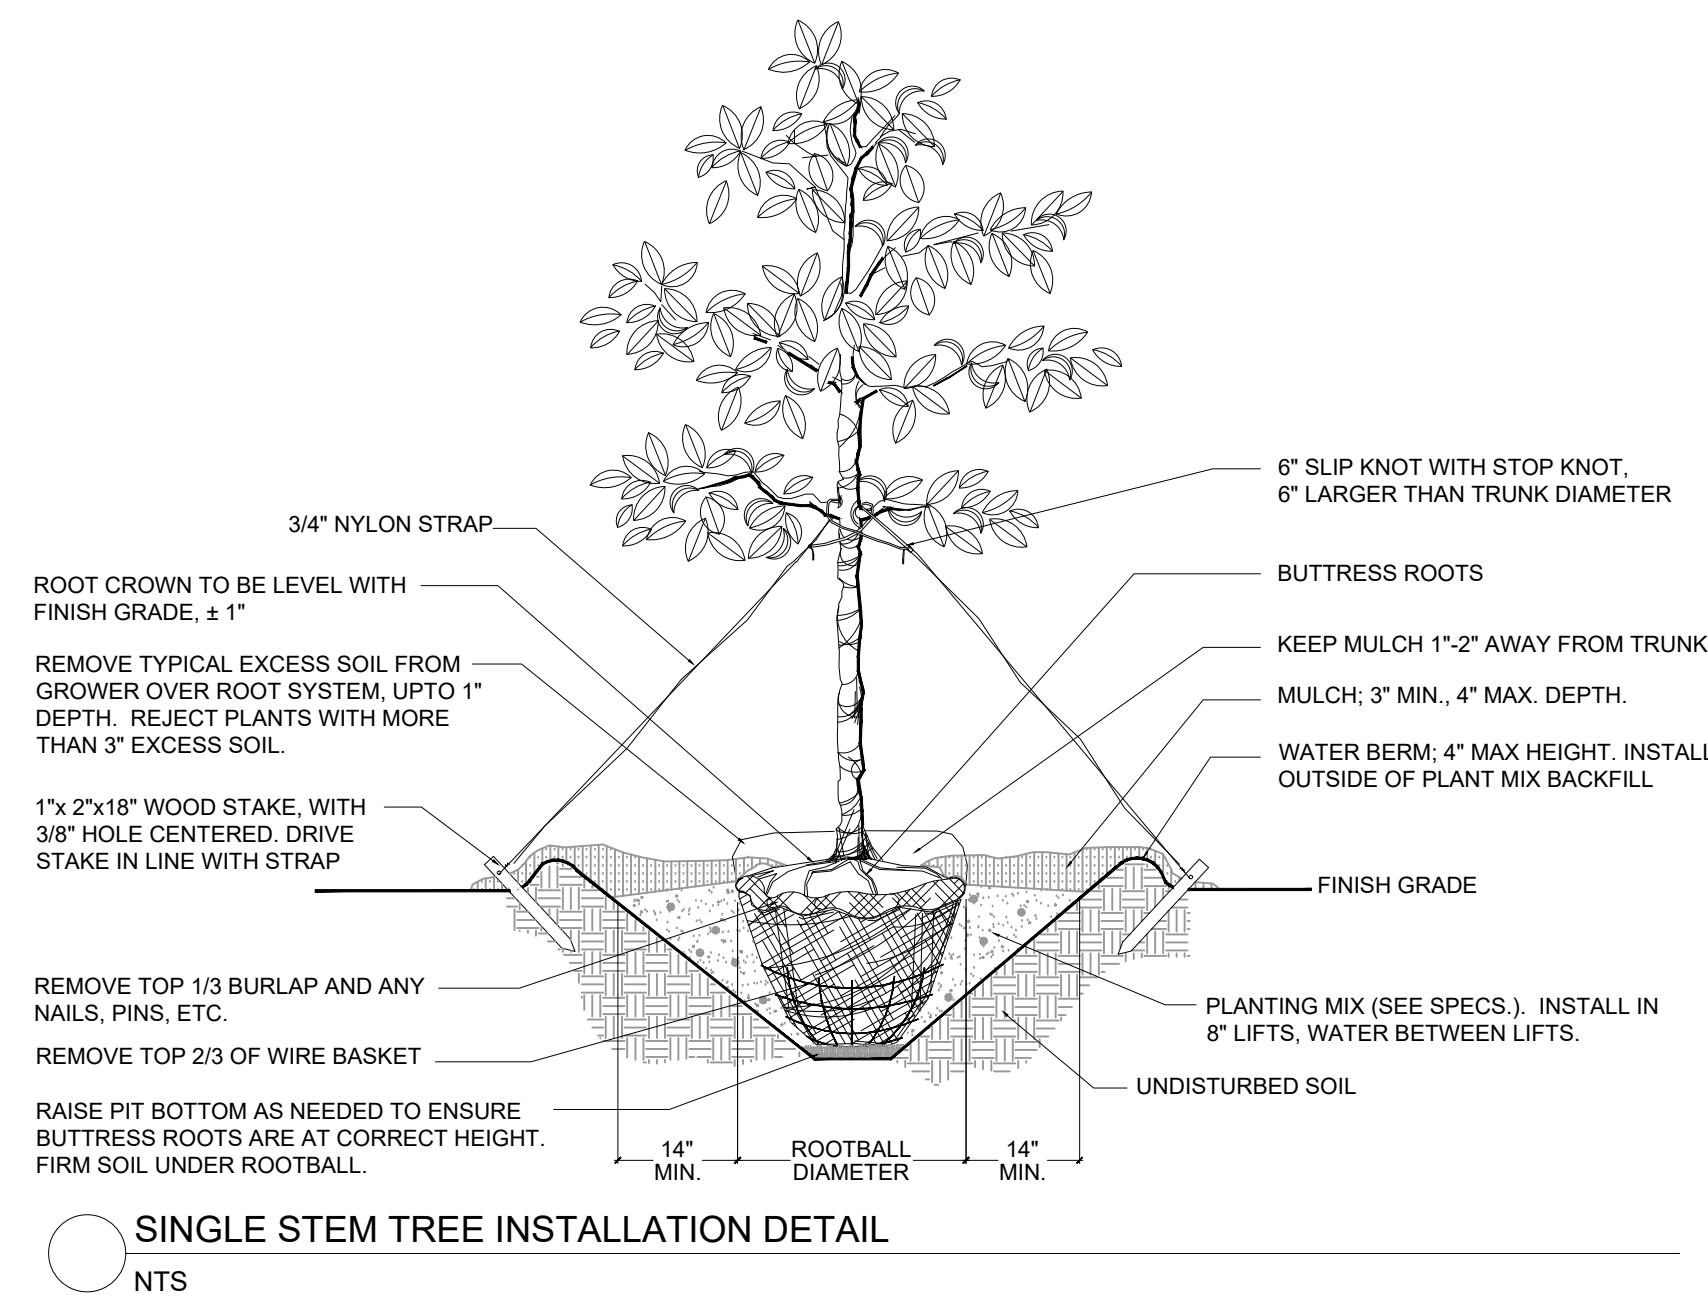 6" SLIP KNOT WITH STOP KNOT,
6" LARGER THAN TRUNK DIAMETER
3/4" NYLON STRAP
ROOT CROWN TO BE LEVEL WITH
FINISH GRADE, ± 1"
BUTTRESS ROOTS
REMOVE TYPICAL EXCESS SOIL FROM
GROWER OVER ROOT SYSTEM, UPTO 1"
DEPTH. REJECT PLANTS WITH MORE
THAN 3" EXCESS SOIL.
KEEP MULCH 1"-2" AWAY FROM TRUNK
MULCH; 3" MIN., 4" MAX. DEPTH.
WATER BERM; 4" MAX HEIGHT. INSTALL
OUTSIDE OF PLANT MIX BACKFILL
1"x 2"x18" WOOD STAKE, WITH
3/8" HOLE CENTERED. DRIVE
STAKE IN LINE WITH STRAP
FINISH GRADE
REMOVE TOP 1/3 BURLAP AND ANY
NAILS, PINS, ETC.
PLANTING MIX (SEE SPECS.). INSTALL IN
8" LIFTS, WATER BETWEEN LIFTS.
REMOVE TOP 2/3 OF WIRE BASKET
UNDISTURBED SOIL
RAISE PIT BOTTOM AS NEEDED TO ENSURE
BUTTRESS ROOTS ARE AT CORRECT HEIGHT.
FIRM SOIL UNDER ROOTBALL.
14"
MIN.
ROOTBALL
DIAMETER
14"
MIN.
SINGLE STEM TREE INSTALLATION DETAIL
NTS